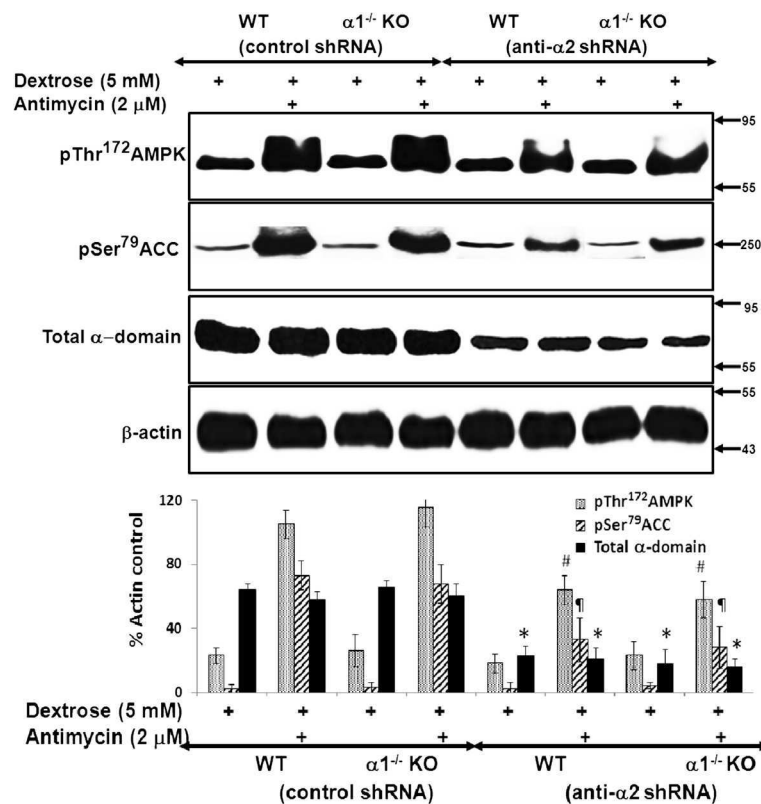 WT α1-/- KO WT α1-/- KO
(control shRNA) (anti-α2 shRNA)
Dextrose (5 mM) + + + + + + + +
Antimycin (2 μM) + + + +
95
pThr172AMPK
55
pSer79ACC
250
95
Total α–domain
55
55
β-actin
43
pThr172AMPK
pSer79ACC
Total α-domain
% Actin control
120
80
40
0
# ¶ * * * # ¶ *
Dextrose (5 mM) + + + + + + + +
Antimycin (2 μM) + + + +
WT α1-/- KO WT α1-/- KO
(control shRNA) (anti-α2 shRNA)